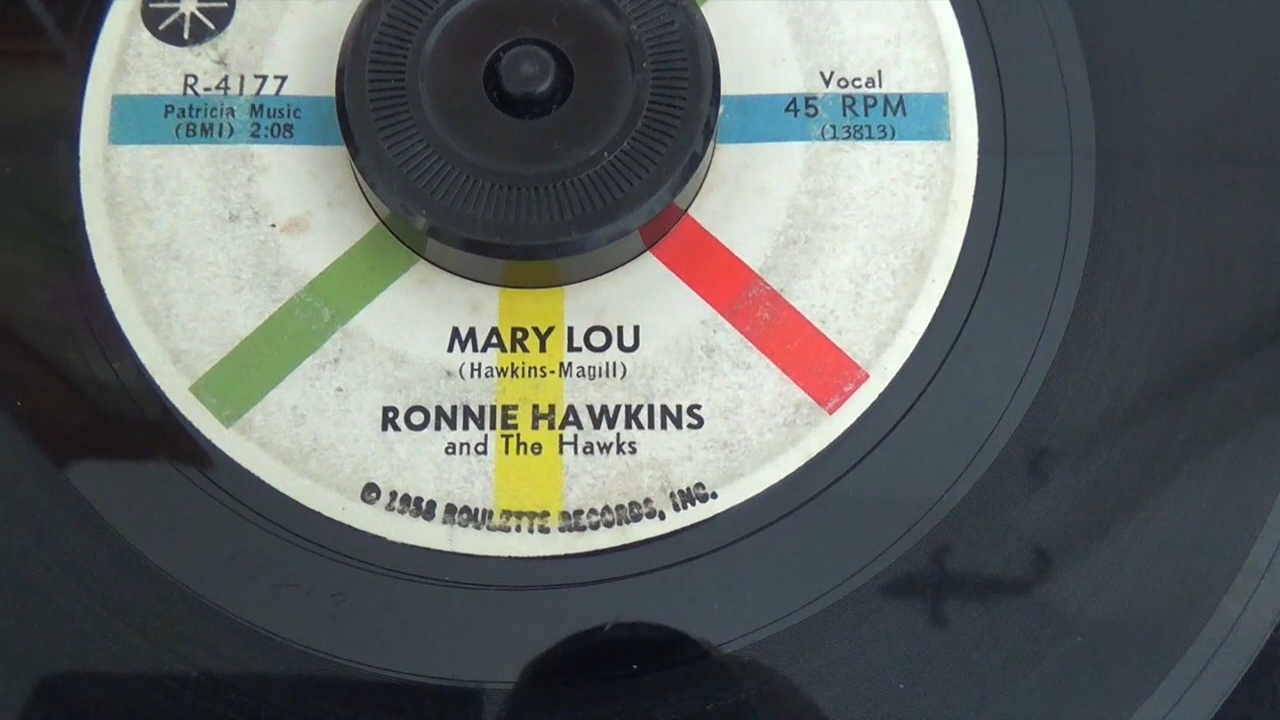 R-4177
Patricia Music
(BMI) 2:08
Vocal
45 RPM
(13813)
MARY LOU
(Hawkins-Magill)
RONNIE HAWKINS
and The Hawks
© 1958 ROULETTE RECORDS, INC.